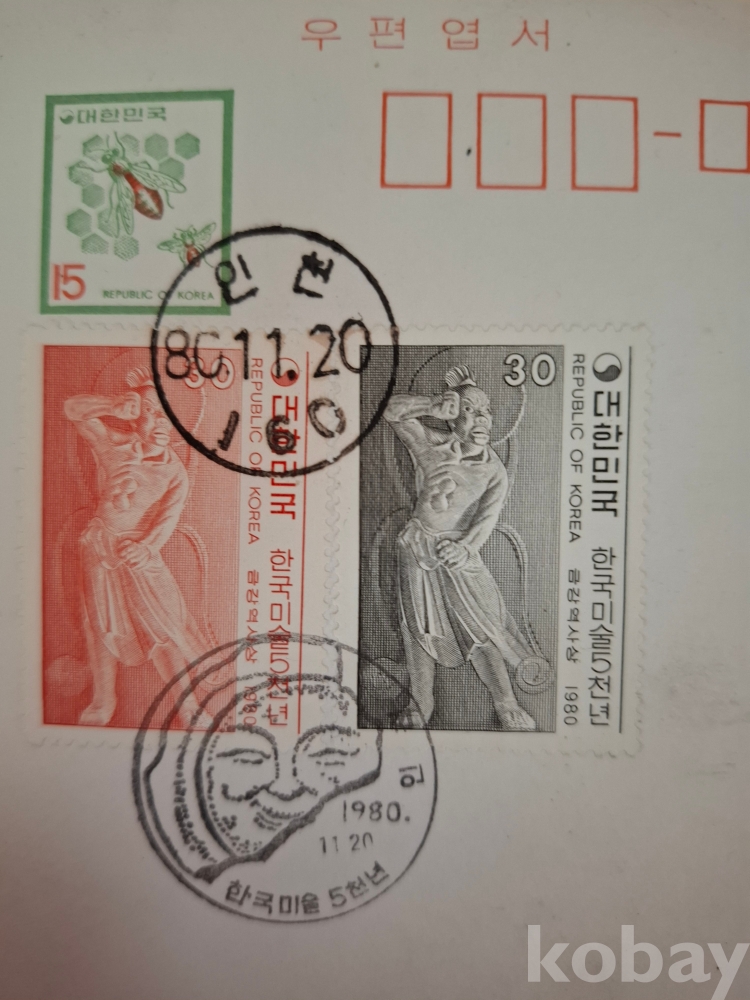 우편엽서
대한민국
15
REPUBLIC OF KOREA
인천
80.11.20
160
30
대한민국
REPUBLIC OF KOREA
한국미술5천년
금강역사상 1980
30
대한민국
REPUBLIC OF KOREA
한국미술5천년
금강역사상 1980
1980.
11 20
한국미술 5천년
kobay